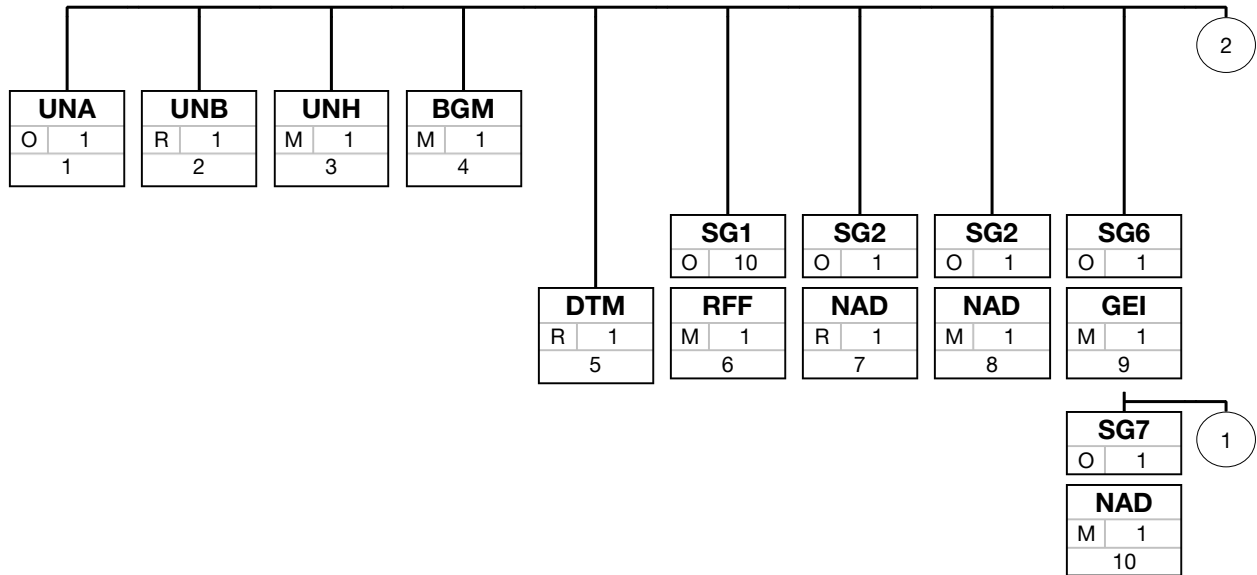 2
UNA UNB UNH BGM
O 1 R 1 M 1 M 1
1 2 3 4
SG1 SG2 SG2 SG6
O 10 O 1 O 1 O 1
DTM RFF NAD NAD GEI
R 1 M 1 R 1 M 1 M 1
5 6 7 8 9
SG7 1
O 1
NAD
M 1
10